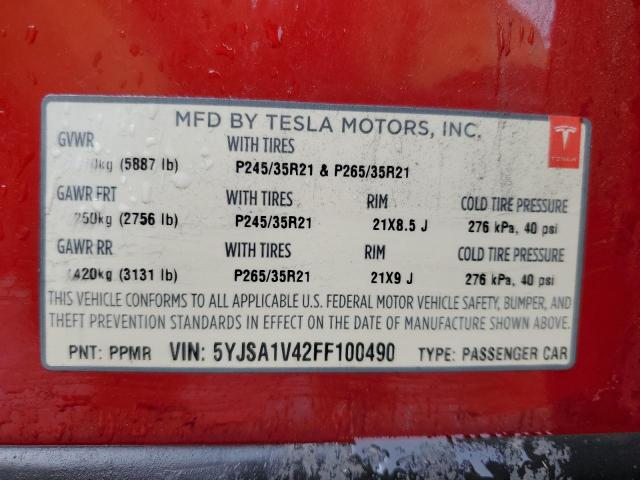 MFD BY TESLA MOTORS, INC.
TESLA
GVWR WITH TIRES
(5887 lb) P245/35R21 & P265/35R21
GAWR FRT WITH TIRES RIM COLD TIRE PRESSURE
(2756 lb) P245/35R21 21X8.5 J 276 kPa, 40 psi
GAWR RR WITH TIRES RIM COLD TIRE PRESSURE
1420kg (3131 lb) P265/35R21 21X9 J 276 kPa, 40 psi
THIS VEHICLE CONFORMS TO ALL APPLICABLE U.S. FEDERAL MOTOR VEHICLE SAFETY, BUMPER, AND
THEFT PREVENTION STANDARDS IN EFFECT ON THE DATE OF MANUFACTURE SHOWN ABOVE.
PNT: PPMR VIN: 5YJSA1V42FF100490 TYPE: PASSENGER CAR